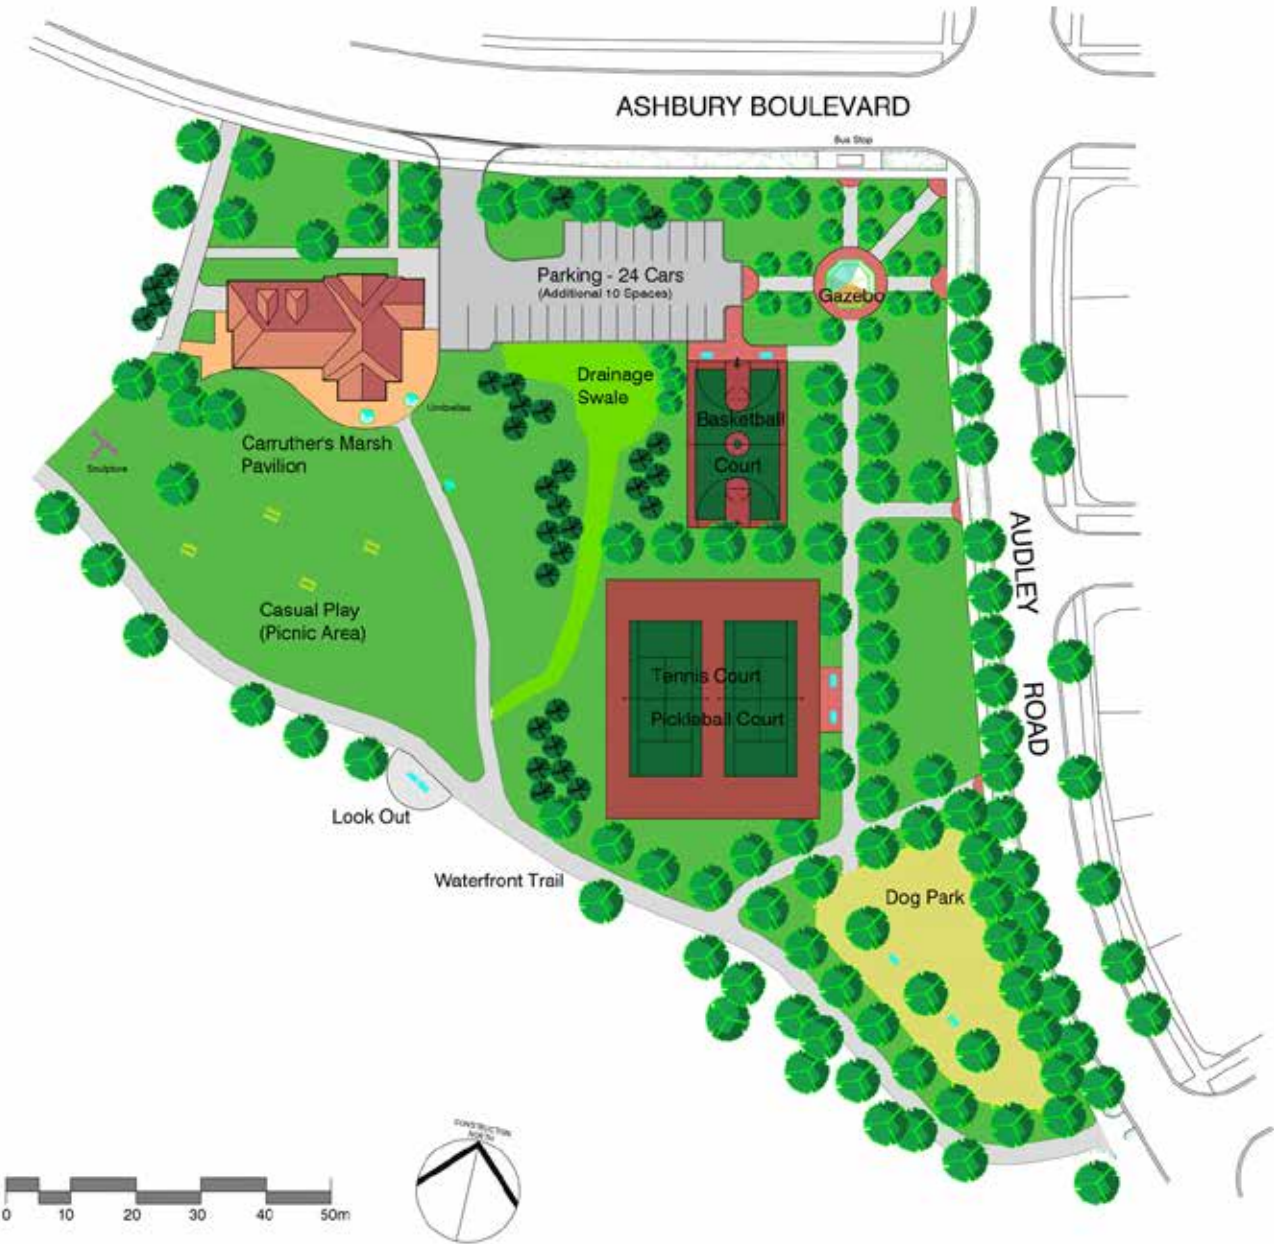 ASHBURY BOULEVARD
Bus Stop
Parking - 24 Cars
(Additional 10 Spaces)
Gazebo
Drainage
Swale
Umbrellas
Basketball
Court
Carruther's Marsh
Pavilion
Sculpture
AUDLEY
ROAD
Casual Play
(Picnic Area)
Tennis Court
Pickleball Court
Look Out
Waterfront Trail
Dog Park
CONSTRUCTION
NORTH
0 10 20 30 40 50m